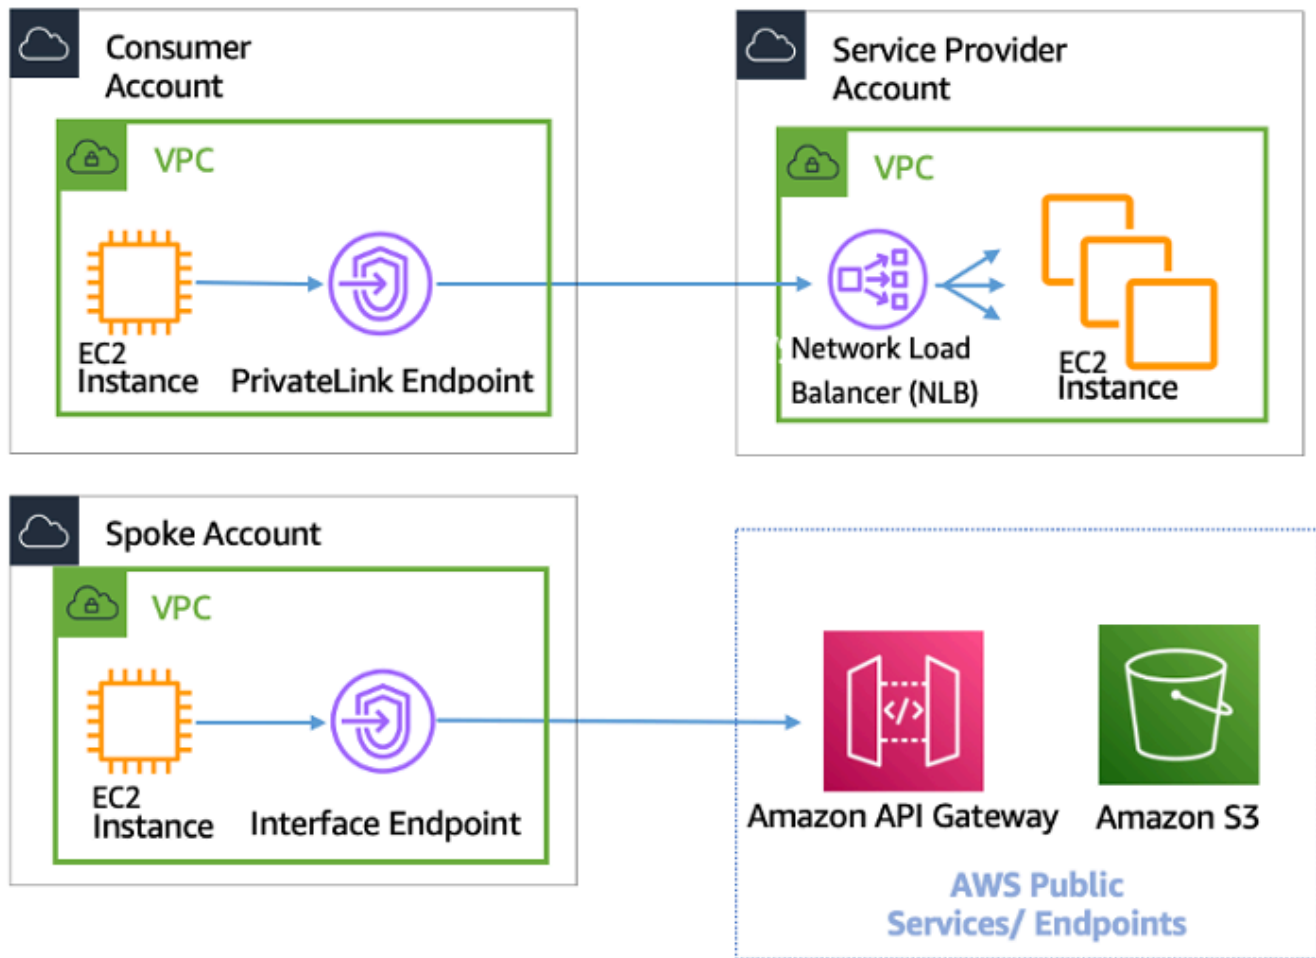 Consumer
Account
VPC
EC2
Instance
PrivateLink Endpoint
Service Provider
Account
VPC
Network Load
Balancer (NLB)
EC2
Instance
Spoke Account
VPC
EC2
Instance
Interface Endpoint
Amazon API Gateway
Amazon S3
AWS Public
Services/ Endpoints